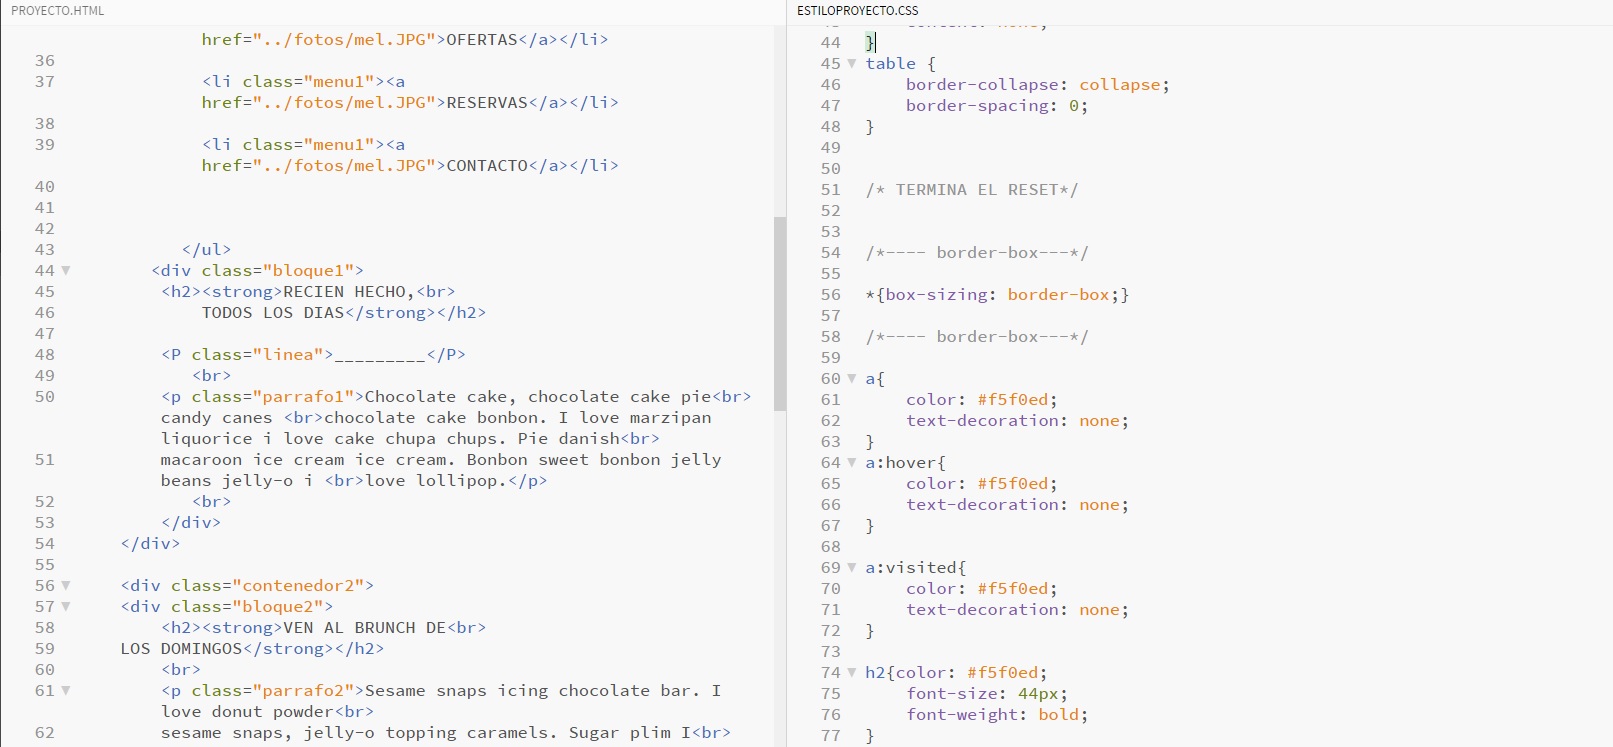 PROYECTO.HTML
href="../fotos/mel.JPG">OFERTAS</a></li>
36
37 <li class="menu1"><a
href="../fotos/mel.JPG">RESERVAS</a></li>
38
39 <li class="menu1"><a
href="../fotos/mel.JPG">CONTACTO</a></li>
40
41
42
43 </ul>
44 <div class="bloque1">
45 <h2><strong>RECIEN HECHO,<br>
46 TODOS LOS DIAS</strong></h2>
47
48 <P class="linea">_________</P>
49 <br>
50 <p class="parrafo1">Chocolate cake, chocolate cake pie<br>
candy canes <br>chocolate cake bonbon. I love marzipan
liquorice i love cake chupa chups. Pie danish<br>
51 macaroon ice cream ice cream. Bonbon sweet bonbon jelly
beans jelly-o i <br>love lollipop.</p>
52 <br>
53 </div>
54 </div>
55
56 <div class="contenedor2">
57 <div class="bloque2">
58 <h2><strong>VEN AL BRUNCH DE<br>
59 LOS DOMINGOS</strong></h2>
60 <br>
61 <p class="parrafo2">Sesame snaps icing chocolate bar. I
love donut powder<br>
62 sesame snaps, jelly-o topping caramels. Sugar plim I<br>
ESTILOPROYECTO.CSS
44 }
45 table {
46 border-collapse: collapse;
47 border-spacing: 0;
48 }
49
50
51 /* TERMINA EL RESET*/
52
53
54 /*---- border-box---*/
55
56 *{box-sizing: border-box;}
57
58 /*---- border-box---*/
59
60 a{
61 color: #f5f0ed;
62 text-decoration: none;
63 }
64 a:hover{
65 color: #f5f0ed;
66 text-decoration: none;
67 }
68
69 a:visited{
70 color: #f5f0ed;
71 text-decoration: none;
72 }
73
74 h2{color: #f5f0ed;
75 font-size: 44px;
76 font-weight: bold;
77 }